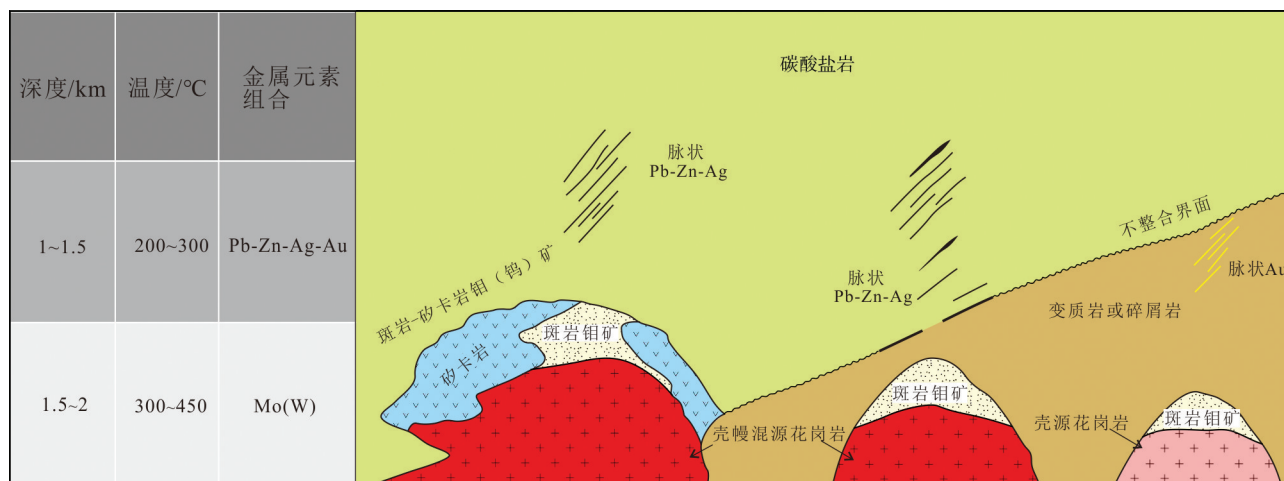 深度/km
温度/℃
金属元素
组合
1~1.5
200~300
Pb-Zn-Ag-Au
1.5~2
300~450
Mo(W)
碳酸盐岩
脉状
Pb-Zn-Ag
不整合界面
脉状Au
脉状
Pb-Zn-Ag
变质岩或碎屑岩
斑岩-矽卡岩钼（钨）矿
斑岩钼矿
矽卡岩
斑岩钼矿
斑岩钼矿
壳幔混源花岗岩
壳源花岗岩